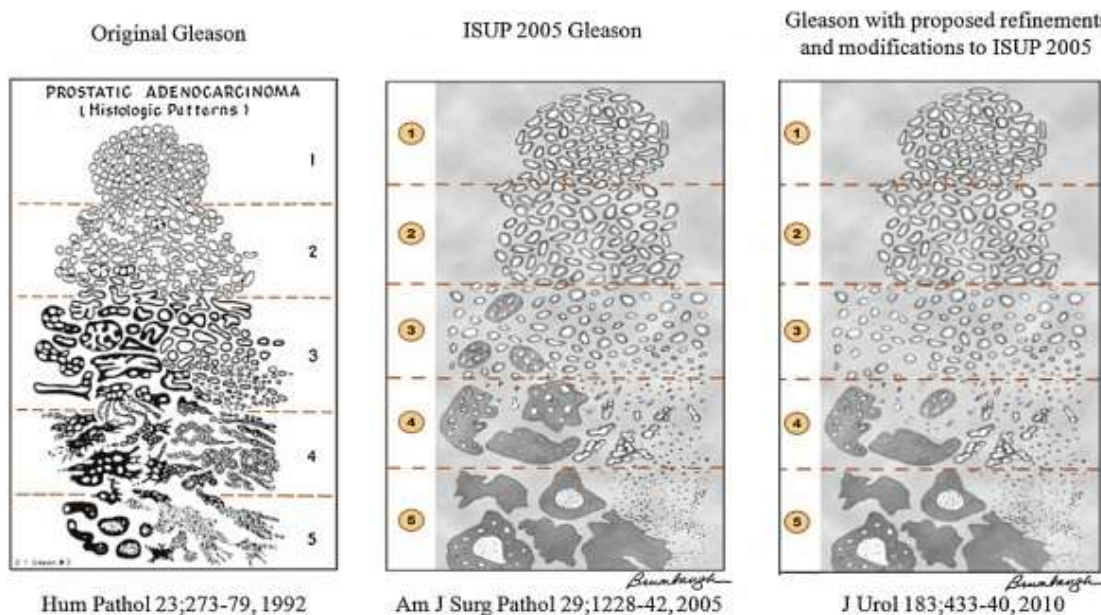 Original Gleason
ISUP 2005 Gleason
Gleason with proposed refinements
and modifications to ISUP 2005
PROSTATIC ADENOCARCINOMA
(Histologic Patterns)
1
2
3
4
5
1
2
3
4
5
1
2
3
4
5
Brumbaugh
Brumbaugh
Hum Pathol 23;273-79, 1992
Am J Surg Pathol 29;1228-42, 2005
J Urol 183;433-40, 2010